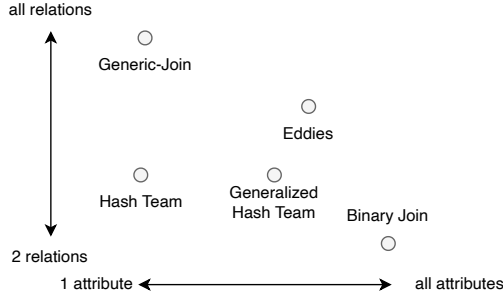 all relations
Generic-Join
Eddies
Hash Team
Generalized
Hash Team
Binary Join
2 relations
1 attribute
all attributes